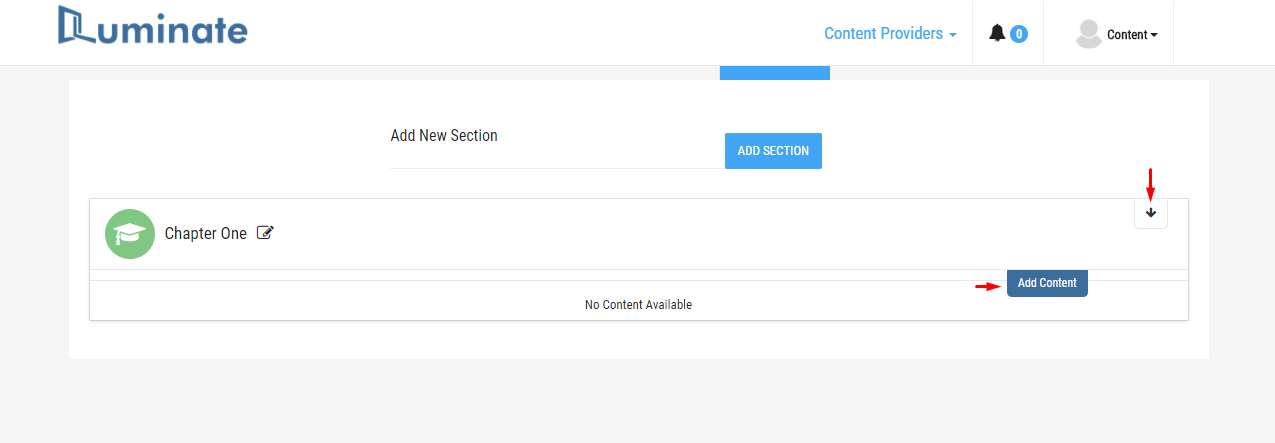 Luminate
Content Providers
0
Content
Add New Section
ADD SECTION
Chapter One
Add Content
No Content Available